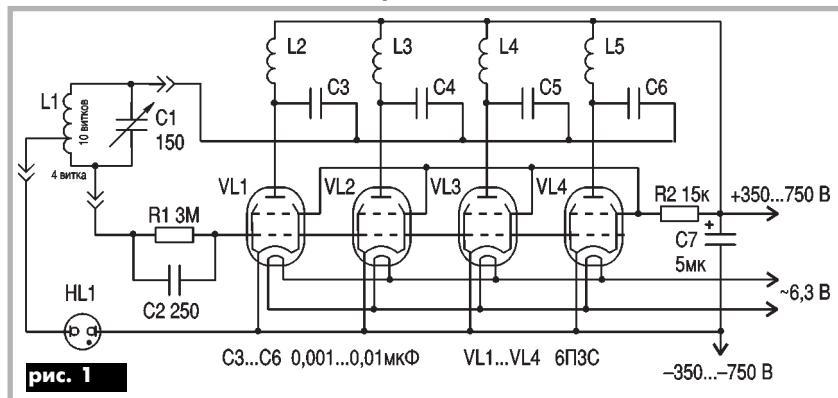 L2 L3 L4 L5
C3 C4 C5 C6
L1
10 витков
C1
150
4 витка
VL1 VL2 VL3 VL4
R1 3М
R2 15к
+350...750 В
+
C7
5мк
C2 250
~6,3 В
HL1
C3...C6 0,001...0,01мкФ
VL1...VL4 6П3С
–350...–750 В
рис. 1